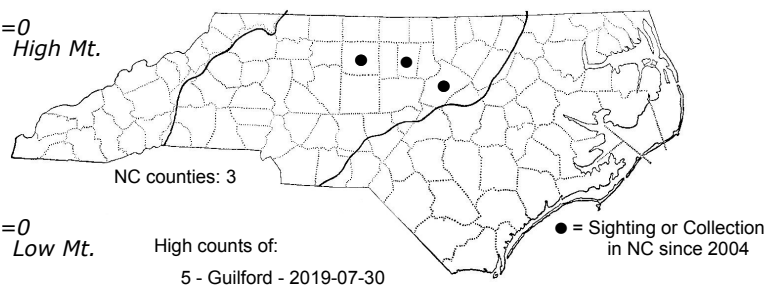 =0
High Mt.
NC counties: 3
=0
Low Mt.
High counts of:
5 - Guilford - 2019-07-30
● = Sighting or Collection
in NC since 2004